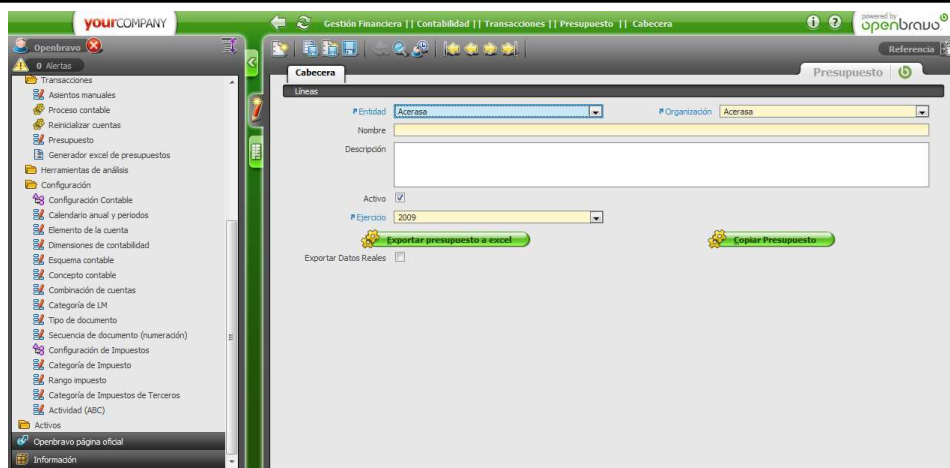 yourCOMPANY
Gestión Financiera || Contabilidad || Transacciones || Presupuesto || Cabecera
powered by
openbravo
Openbravo
Referencia
0 Alertas
Cabecera
Presupuesto
Líneas
Transacciones
Asientos manuales
Proceso contable
Reinicializar cuentas
Presupuesto
Generador excel de presupuestos
Herramientas de análisis
Configuración
Configuración Contable
Calendario anual y periodos
Elemento de la cuenta
Dimensiones de contabilidad
Esquema contable
Concepto contable
Combinación de cuentas
Categoría de LM
Tipo de documento
Secuencia de documento (numeración)
Configuración de Impuestos
Categoría de Impuesto
Rango impuesto
Categoría de Impuestos de Terceros
Actividad (ABC)
Activos
Openbravo página oficial
Información
Entidad Acerasa
Organización Acerasa
Nombre
Descripción
Activo
Ejercicio 2009
Exportar presupuesto a excel
Copiar Presupuesto
Exportar Datos Reales